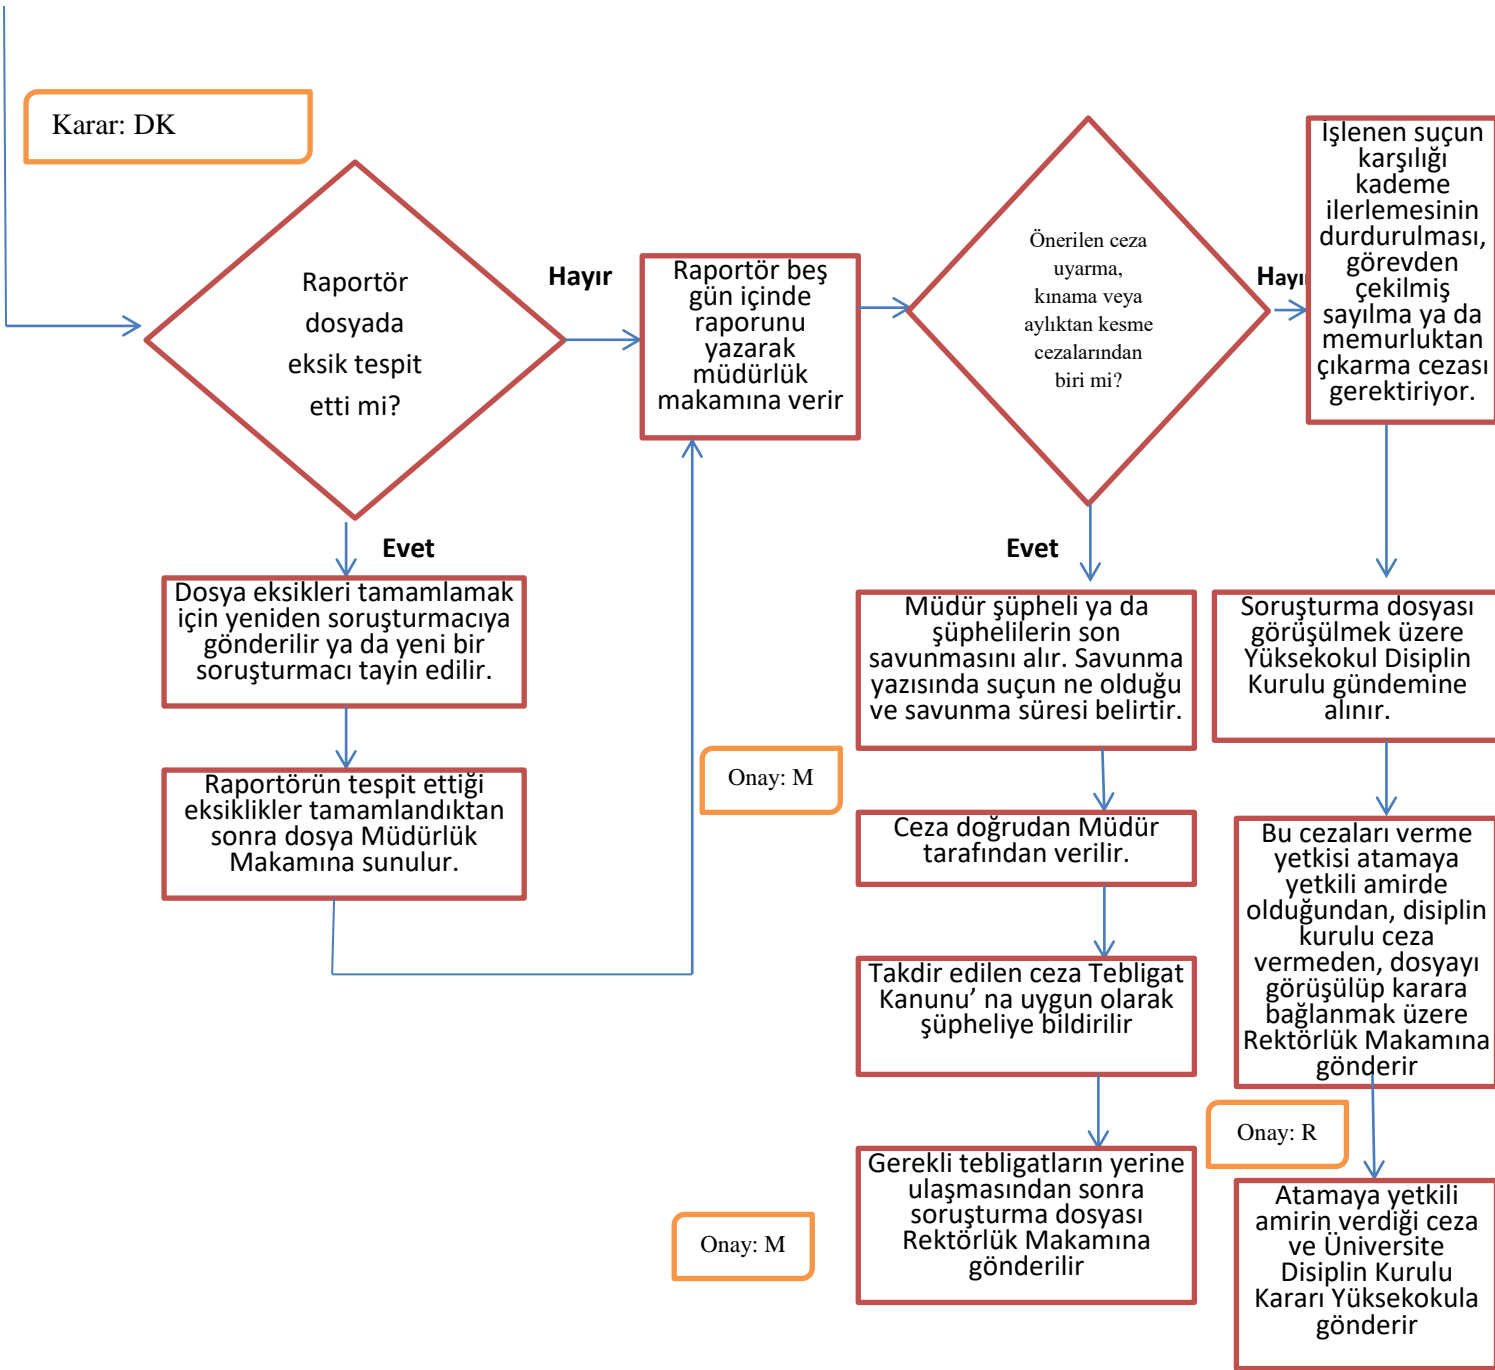 Karar: DK
Raportör
dosyada
eksik tespit
etti mi?
Hayır
Raportör beş
gün içinde
raporunu
yazarak
müdürlük
makamına verir
Önerilen ceza
uyarma,
kınama veya
aylıktan kesme
cezalarından
biri mi?
Hayır
İşlenen suçun
karşılığı
kademe
ilerlemesinin
durdurulması,
görevden
çekilmiş
sayılma ya da
memurluktan
çıkarma cezası
gerektiriyor.
Evet
Dosya eksikleri tamamlamak
için yeniden soruşturmacıya
gönderilir ya da yeni bir
soruşturmacı tayin edilir.
Raportörün tespit ettiği
eksiklikler tamamlandıktan
sonra dosya Müdürlük
Makamına sunulur.
Evet
Müdür şüpheli ya da
şüphelilerin son
savunmasını alır. Savunma
yazısında suçun ne olduğu
ve savunma süresi belirtir.
Onay: M
Ceza doğrudan Müdür
tarafından verilir.
Takdir edilen ceza Tebligat
Kanunu’ na uygun olarak
şüpheliye bildirilir
Gerekli tebligatların yerine
ulaşmasından sonra
soruşturma dosyası
Rektörlük Makamına
gönderilir
Onay: M
Soruşturma dosyası
görüşülmek üzere
Yüksekokul Disiplin
Kurulu gündemine
alınır.
Bu cezaları verme
yetkisi atamaya
yetkili amirde
olduğundan, disiplin
kurulu ceza
vermeden, dosyayı
görüşülüp karara
bağlanmak üzere
Rektörlük Makamına
gönderir
Onay: R
Atamaya yetkili
amirin verdiği ceza
ve Üniversite
Disiplin Kurulu
Kararı Yüksekokula
gönderir